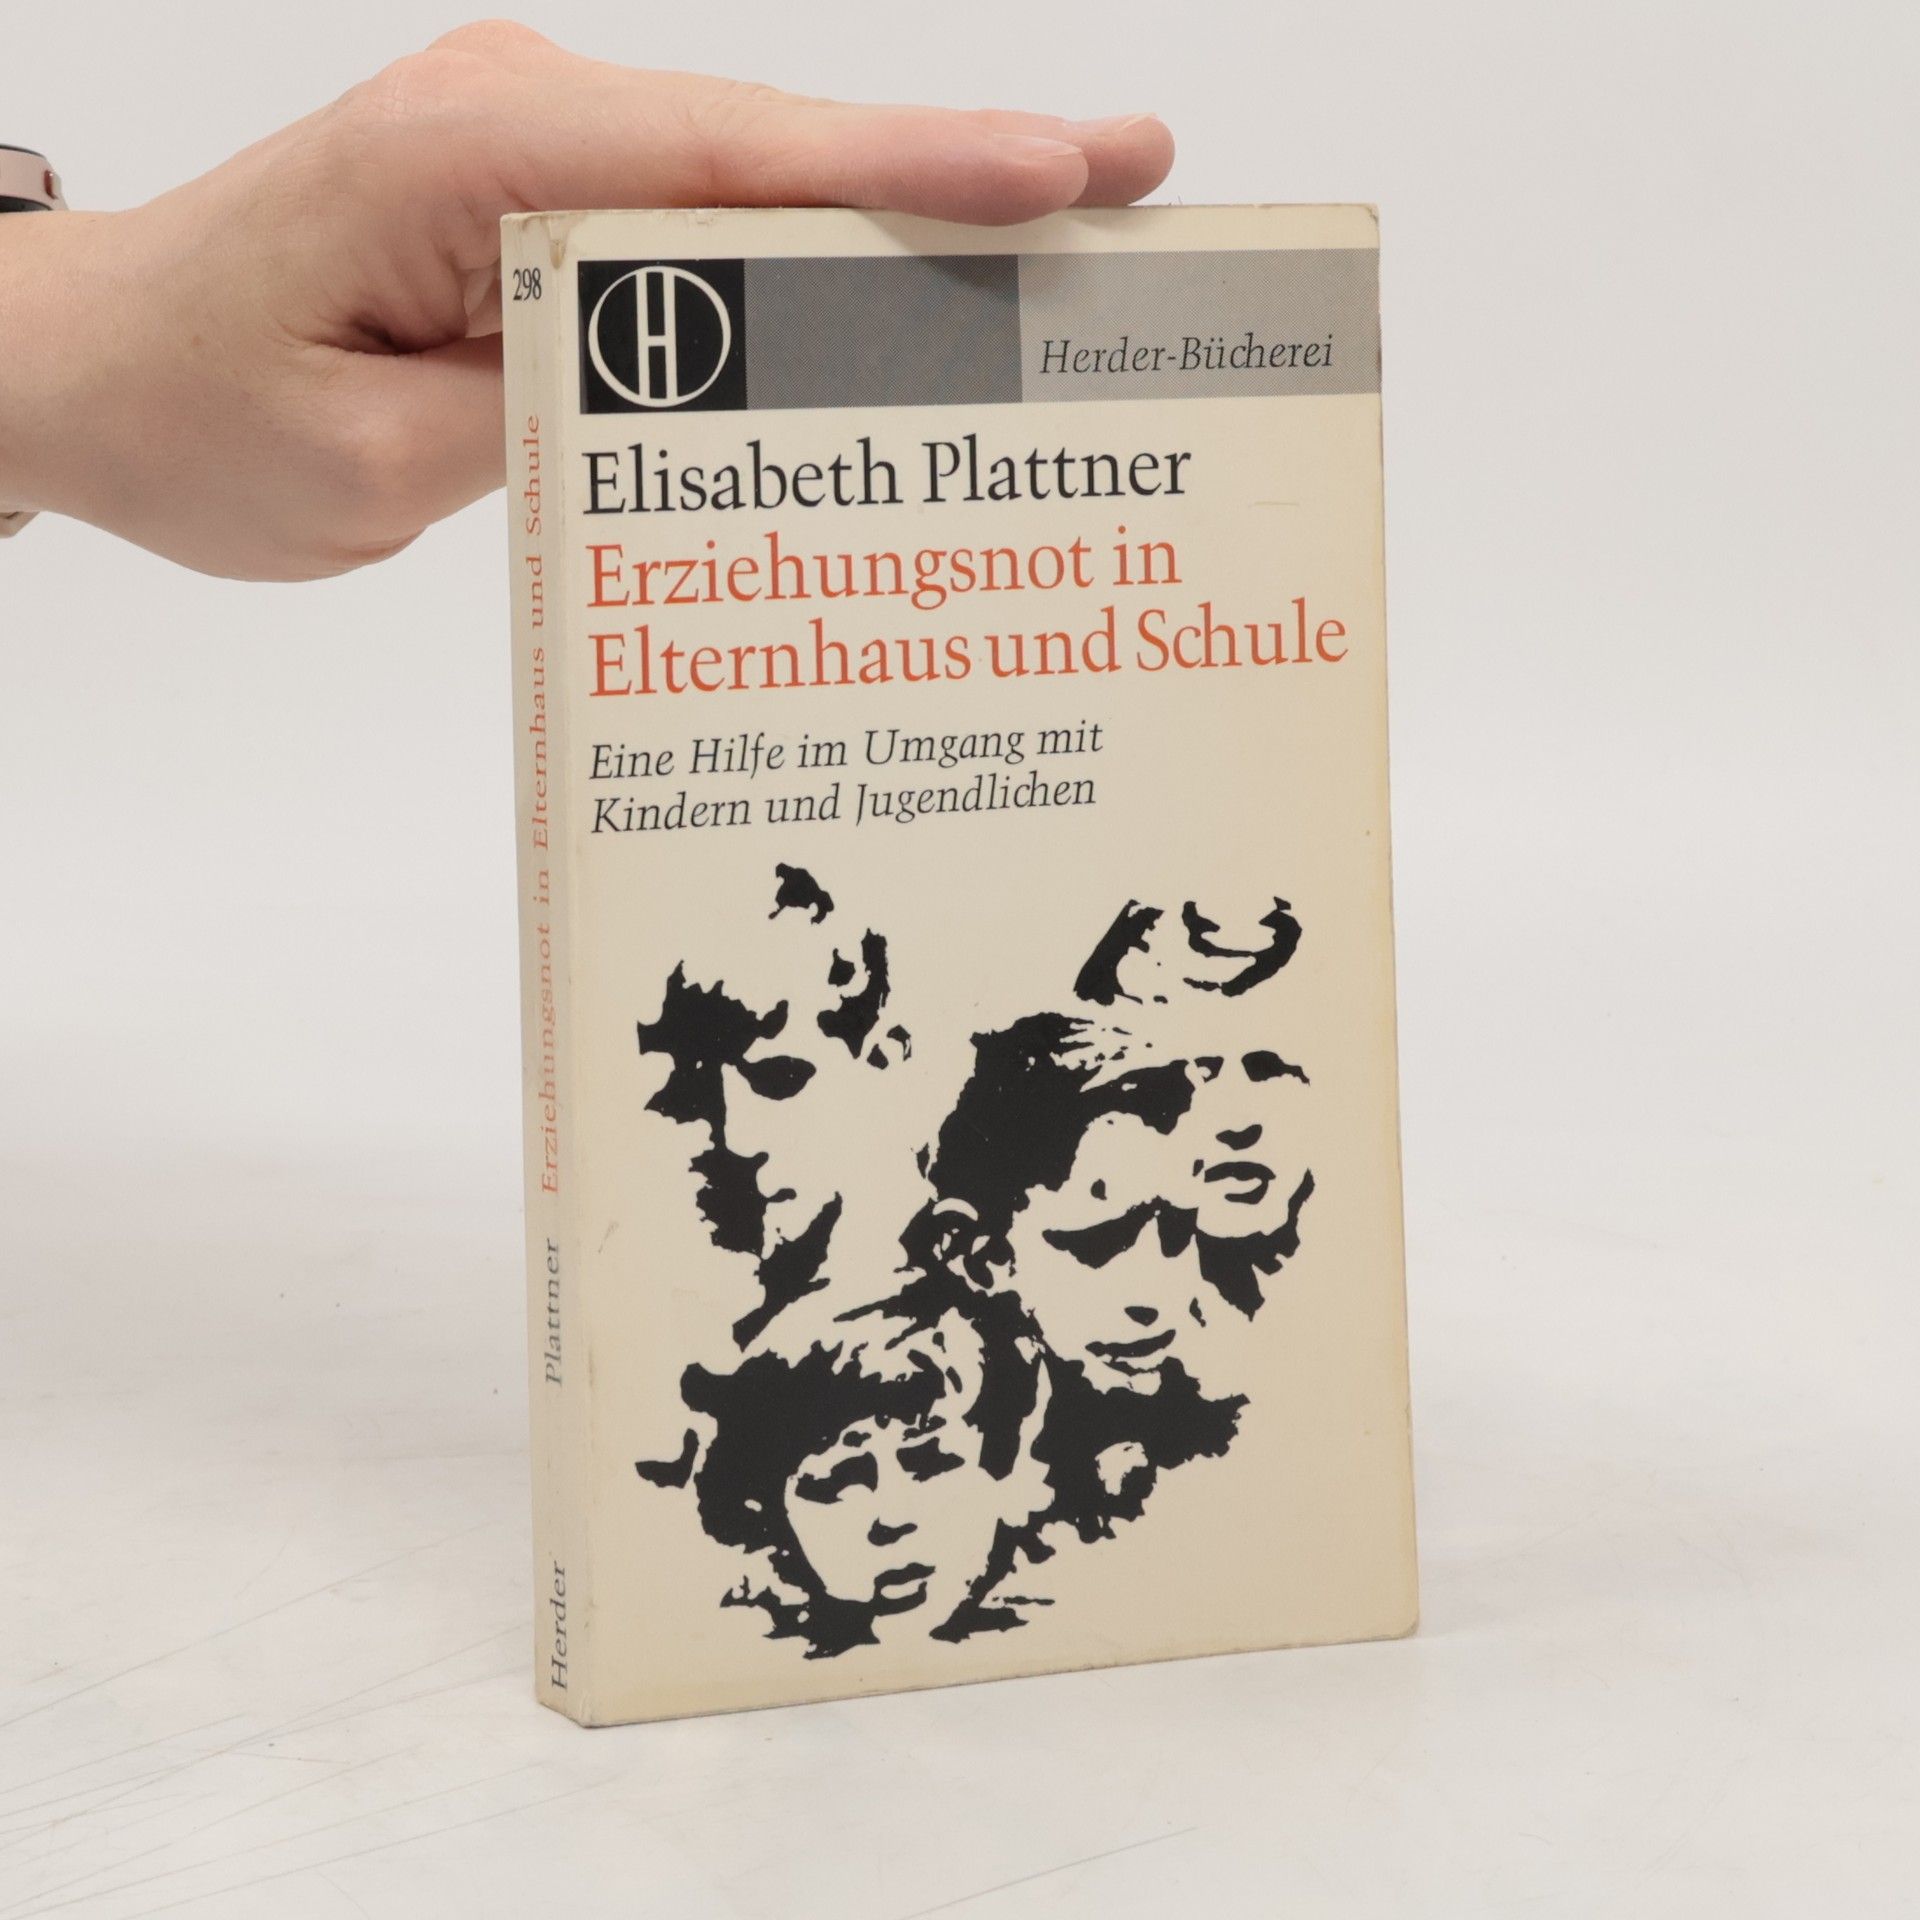 298
Herder Plattner Erziehungsnot in Elternhaus und Schule
H
Herder-Bücherei
Elisabeth Plattner
Erziehungsnot in
Elternhaus und Schule
Eine Hilfe im Umgang mit
Kindern und Jugendlichen